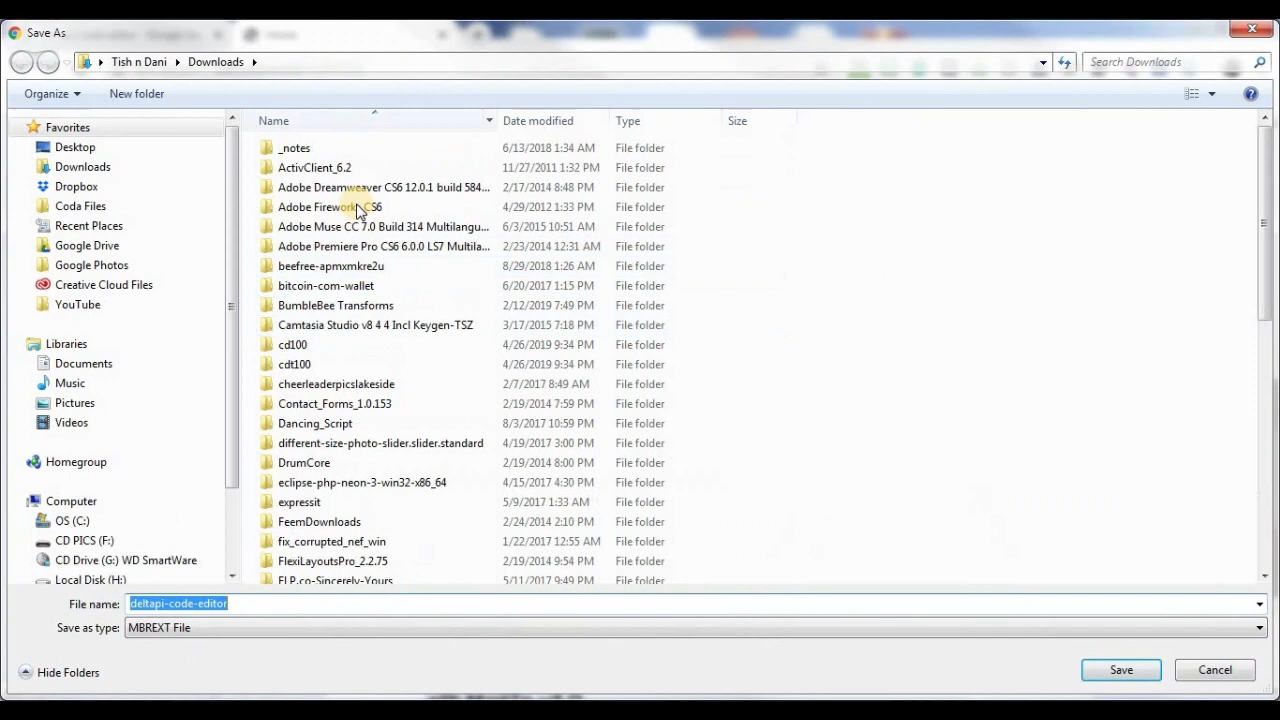 Save As
Tish n Dani
Downloads
Search Downloads
Organize
New folder
Favorites
Desktop
Downloads
Dropbox
Coda Files
Recent Places
Google Drive
Google Photos
Creative Cloud Files
YouTube
Libraries
Documents
Music
Pictures
Videos
Homegroup
Computer
OS (C:)
CD PICS (F:)
CD Drive (G:) WD SmartWare
Local Disk (H:)
Name Date modified Type Size
_notes 6/13/2018 1:34 AM File folder
ActivClient_6.2 11/27/2011 1:32 PM File folder
Adobe Dreamweaver CS6 12.0.1 build 584... 2/17/2014 8:48 PM File folder
Adobe Fireworks CS6 4/29/2012 1:33 PM File folder
Adobe Muse CC 7.0 Build 314 Multilangu... 6/3/2015 10:51 AM File folder
Adobe Premiere Pro CS6 6.0.0 LS7 Multila... 2/23/2014 12:31 AM File folder
beefree-apmxmkre2u 8/29/2018 1:26 AM File folder
bitcoin-com-wallet 6/20/2017 1:15 PM File folder
BumbleBee Transforms 2/12/2019 7:49 PM File folder
Camtasia Studio v8 4 4 Incl Keygen-TSZ 3/17/2015 7:18 PM File folder
cd100 4/26/2019 9:34 PM File folder
cdt100 4/26/2019 9:34 PM File folder
cheerleaderpicslakeside 2/7/2017 8:49 AM File folder
Contact_Forms_1.0.153 2/19/2014 7:59 PM File folder
Dancing_Script 8/3/2017 10:59 PM File folder
different-size-photo-slider.slider.standard 4/19/2017 3:00 PM File folder
DrumCore 2/19/2014 8:00 PM File folder
eclipse-php-neon-3-win32-x86_64 4/15/2017 4:30 PM File folder
expressit 5/9/2017 1:33 AM File folder
FeemDownloads 2/24/2014 2:10 PM File folder
fix_corrupted_nef_win 1/22/2017 12:55 AM File folder
FlexiLayoutsPro_2.2.75 2/19/2014 9:54 PM File folder
FLP.co-Sincerely-Yours 5/11/2017 9:49 PM File folder
File name: deltapi-code-editor
Save as type: MBREXT File
Hide Folders
Save
Cancel